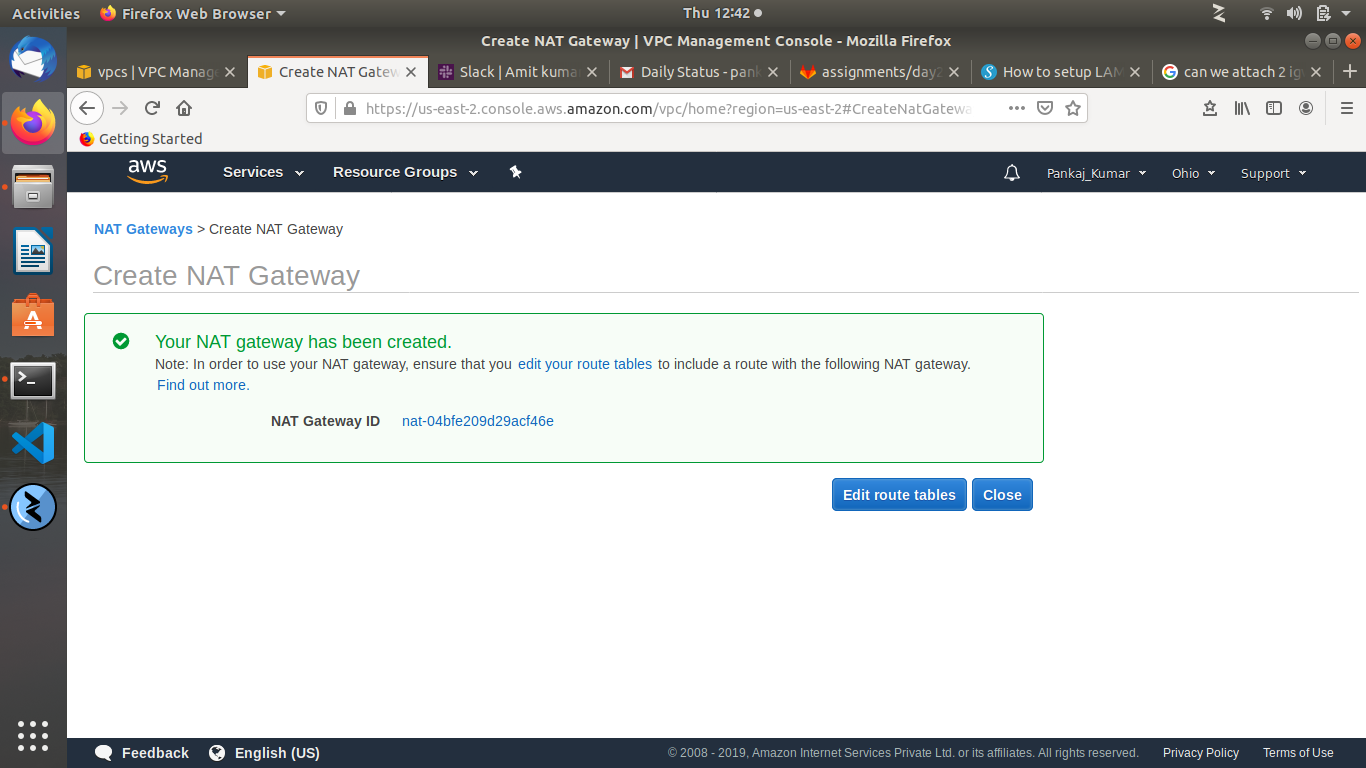 Activities Firefox Web Browser Thu 12:42
Create NAT Gateway | VPC Management Console - Mozilla Firefox
vpcs | VPC Manage Create NAT Gatew Slack | Amit kuma Daily Status - pank assignments/day2 How to setup LAM can we attach 2 ig
https://us-east-2.console.aws.amazon.com/vpc/home?region=us-east-2#CreateNatGatewa
Getting Started
aws Services Resource Groups Pankaj_Kumar Ohio Support
NAT Gateways > Create NAT Gateway
Create NAT Gateway
Your NAT gateway has been created.
Note: In order to use your NAT gateway, ensure that you edit your route tables to include a route with the following NAT gateway.
Find out more.
NAT Gateway ID nat-04bfe209d29acf46e
Edit route tables Close
Feedback English (US) © 2008 - 2019, Amazon Internet Services Private Ltd. or its affiliates. All rights reserved. Privacy Policy Terms of Use